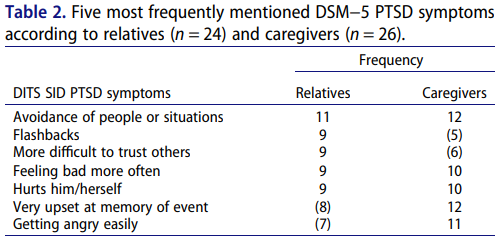 Table 2. Five most frequently mentioned DSM–5 PTSD symptoms
according to relatives (n = 24) and caregivers (n = 26).
Frequency
DITS SID PTSD symptoms Relatives Caregivers
Avoidance of people or situations 11 12
Flashbacks 9 (5)
More difficult to trust others 9 (6)
Feeling bad more often 9 10
Hurts him/herself 9 10
Very upset at memory of event (8) 12
Getting angry easily (7) 11